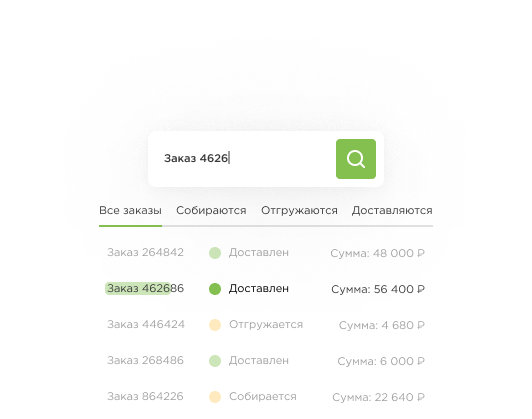 Заказ 4626
Все заказы Собираются Отгружаются Доставляются
Заказ 264842 Доставлен Сумма: 48 000 ₽
Заказ 462686 Доставлен Сумма: 56 400 ₽
Заказ 446424 Отгружается Сумма: 4 680 ₽
Заказ 268486 Доставлен Сумма: 6 000 ₽
Заказ 864226 Собирается Сумма: 22 640 ₽